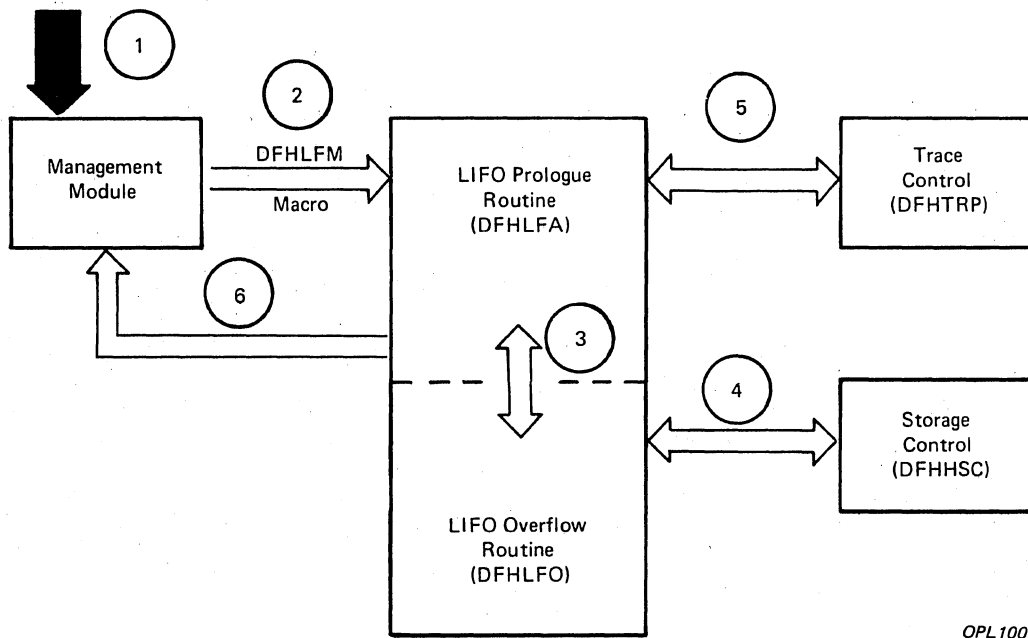 1
2
5
DFHLFM
Macro
Management
Module
LIFO Prologue
Routine
(DFHLFA)
Trace
Control
(DFHTRP)
6
3
4
Storage
Control
(DFHHSC)
LIFO Overflow
Routine
(DFHLFO)
OPL100